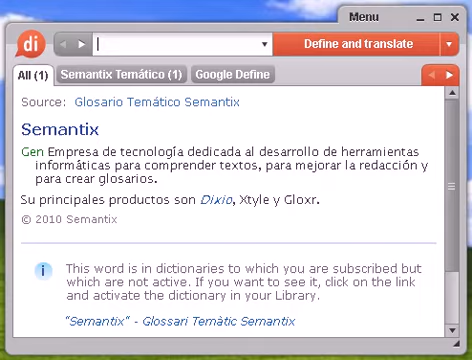 Menu
di
Define and translate
All (1)
Semantix Temático (1)
Google Define
Source: Glosario Temático Semantix
Semantix
Gen Empresa de tecnología dedicada al desarrollo de herramientas
informáticas para comprender textos, para mejorar la redacción y
para crear glosarios.
Su principales productos son Dixio, Xtyle y Gloxr.
© 2010 Semantix
i
This word is in dictionaries to which you are subscribed but
which are not active. If you want to see it, click on the link
and activate the dictionary in your Library.
"Semantix" - Glossari Temàtic Semantix